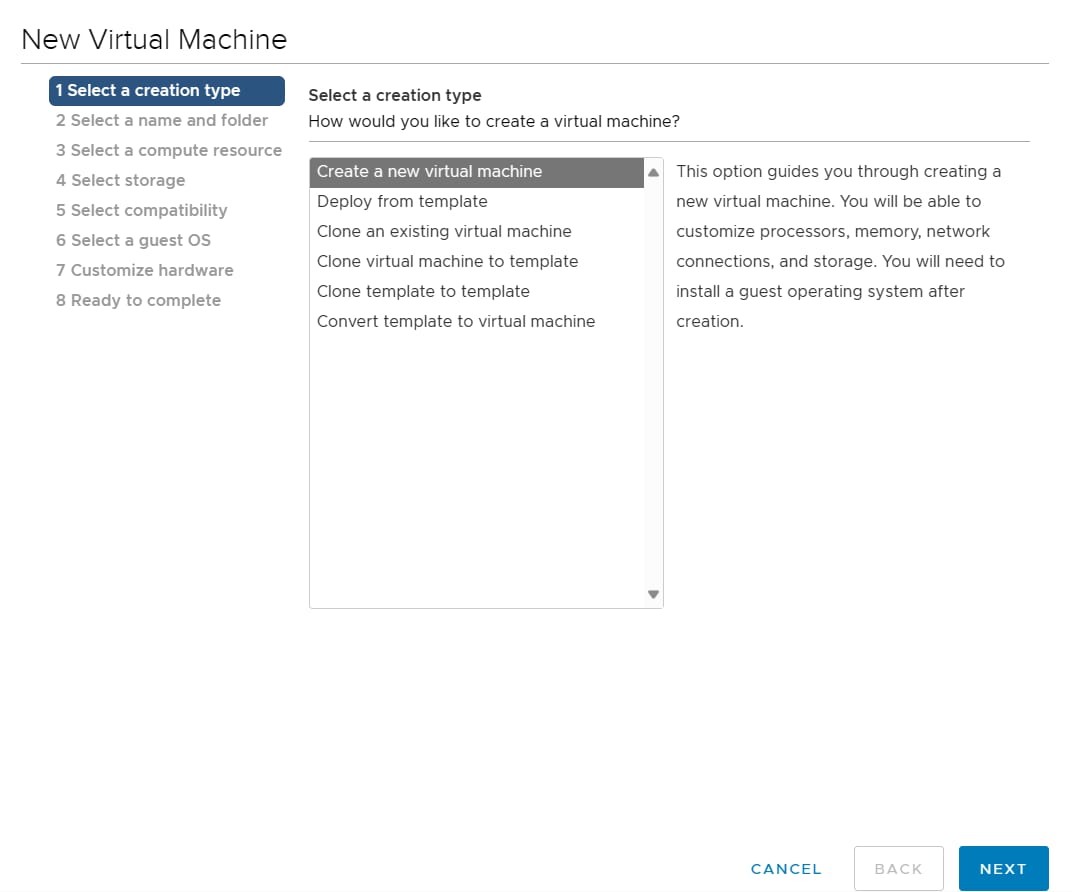 New Virtual Machine
1 Select a creation type
2 Select a name and folder
3 Select a compute resource
4 Select storage
5 Select compatibility
6 Select a guest OS
7 Customize hardware
8 Ready to complete
Select a creation type
How would you like to create a virtual machine?
Create a new virtual machine
Deploy from template
Clone an existing virtual machine
Clone virtual machine to template
Clone template to template
Convert template to virtual machine
This option guides you through creating a
new virtual machine. You will be able to
customize processors, memory, network
connections, and storage. You will need to
install a guest operating system after
creation.
CANCEL
BACK
NEXT